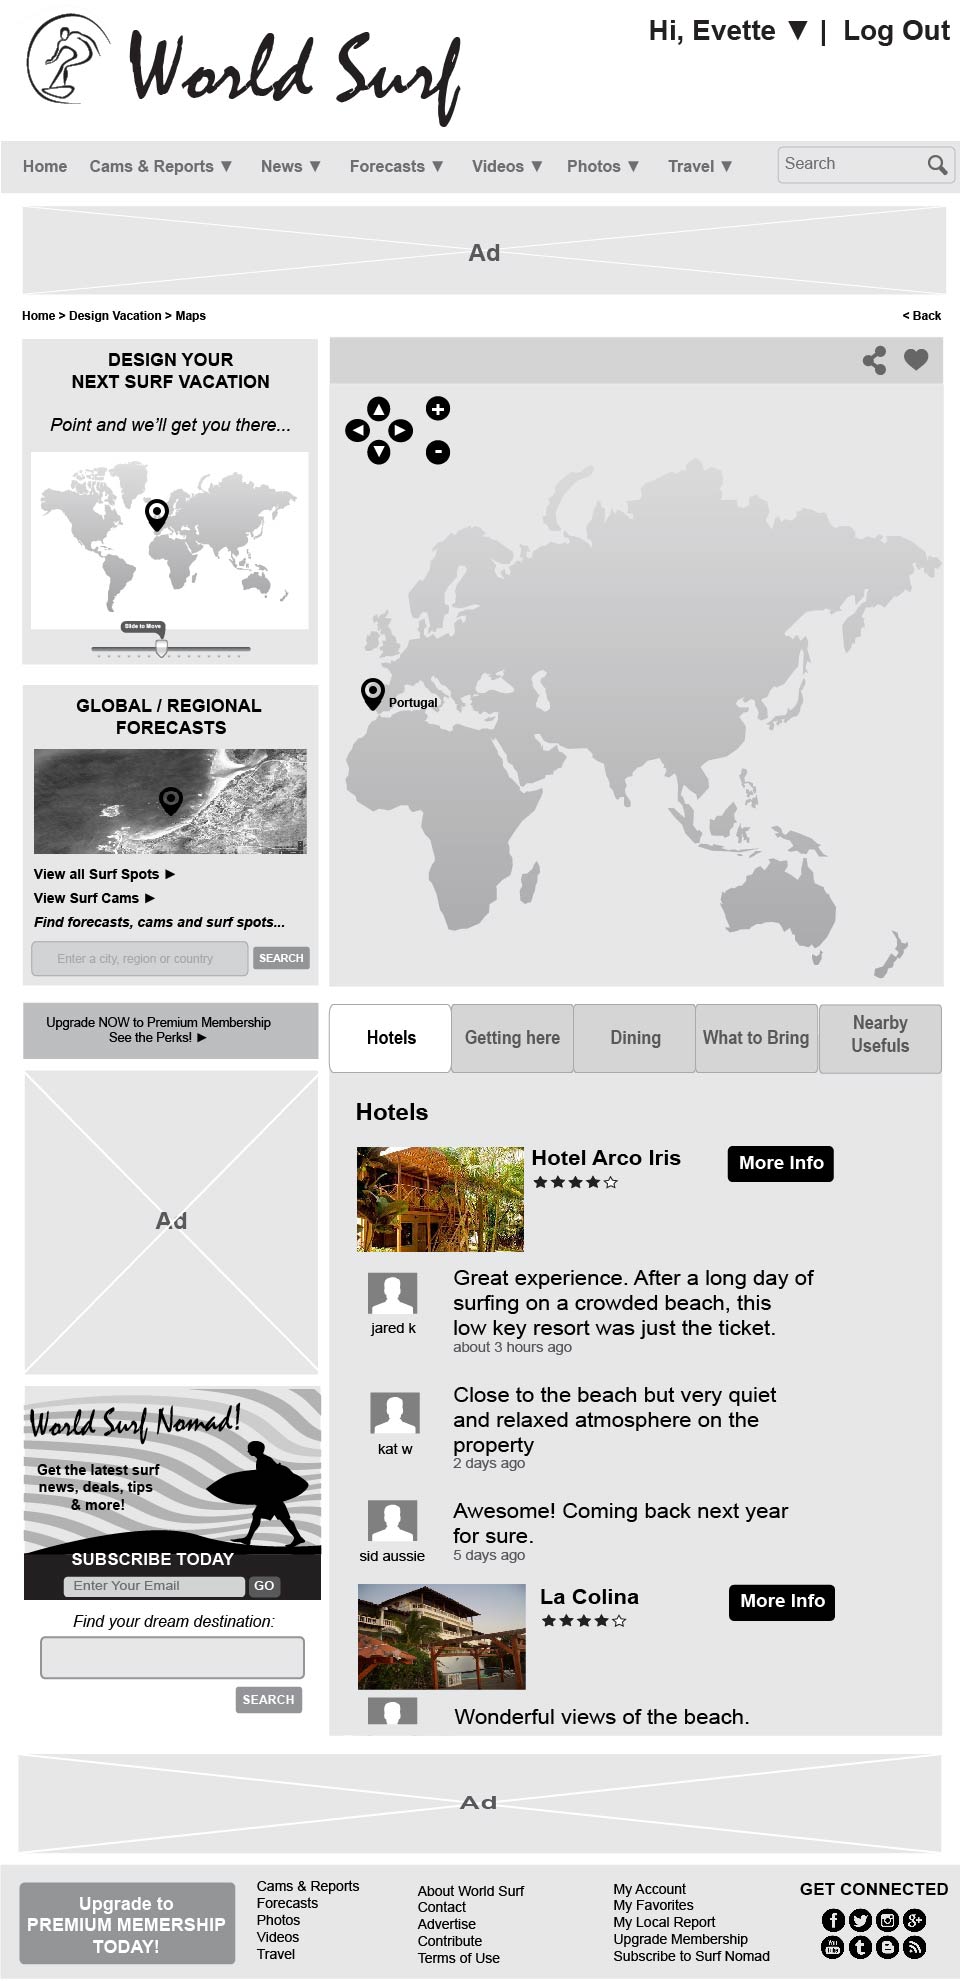 World Surf
Hi, Evette ▼ | Log Out
Home Cams & Reports ▼ News ▼ Forecasts ▼ Videos ▼ Photos ▼ Travel ▼ Search
Ad
Home > Design Vacation > Maps
< Back
DESIGN YOUR
NEXT SURF VACATION
Point and we'll get you there...
Slide to Move
GLOBAL / REGIONAL
FORECASTS
View all Surf Spots ►
View Surf Cams ►
Find forecasts, cams and surf spots...
Enter a city, region or country
SEARCH
+
-
Portugal
Upgrade NOW to Premium Membership
See the Perks! ►
Ad
World Surf Nomad!
Get the latest surf
news, deals, tips
& more!
SUBSCRIBE TODAY
Enter Your Email
GO
Find your dream destination:
SEARCH
Hotels
Getting here
Dining
What to Bring
Nearby
Usefuls
Hotels
Hotel Arco Iris
More Info
jared k
Great experience. After a long day of
surfing on a crowded beach, this
low key resort was just the ticket.
about 3 hours ago
kat w
Close to the beach but very quiet
and relaxed atmosphere on the
property
2 days ago
sid aussie
Awesome! Coming back next year
for sure.
5 days ago
La Colina
More Info
Wonderful views of the beach.
Ad
Upgrade to
PREMIUM MEMERSHIP
TODAY!
Cams & Reports
Forecasts
Photos
Videos
Travel
About World Surf
Contact
Advertise
Contribute
Terms of Use
My Account
My Favorites
My Local Report
Upgrade Membership
Subscribe to Surf Nomad
GET CONNECTED